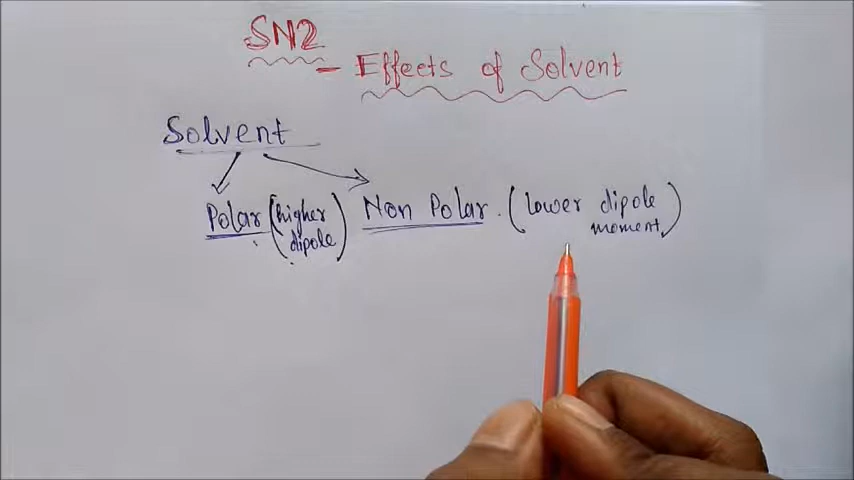 SN2
- Effects of Solvent
Solvent
Polar (higher dipole) Non Polar. (lower dipole moment)